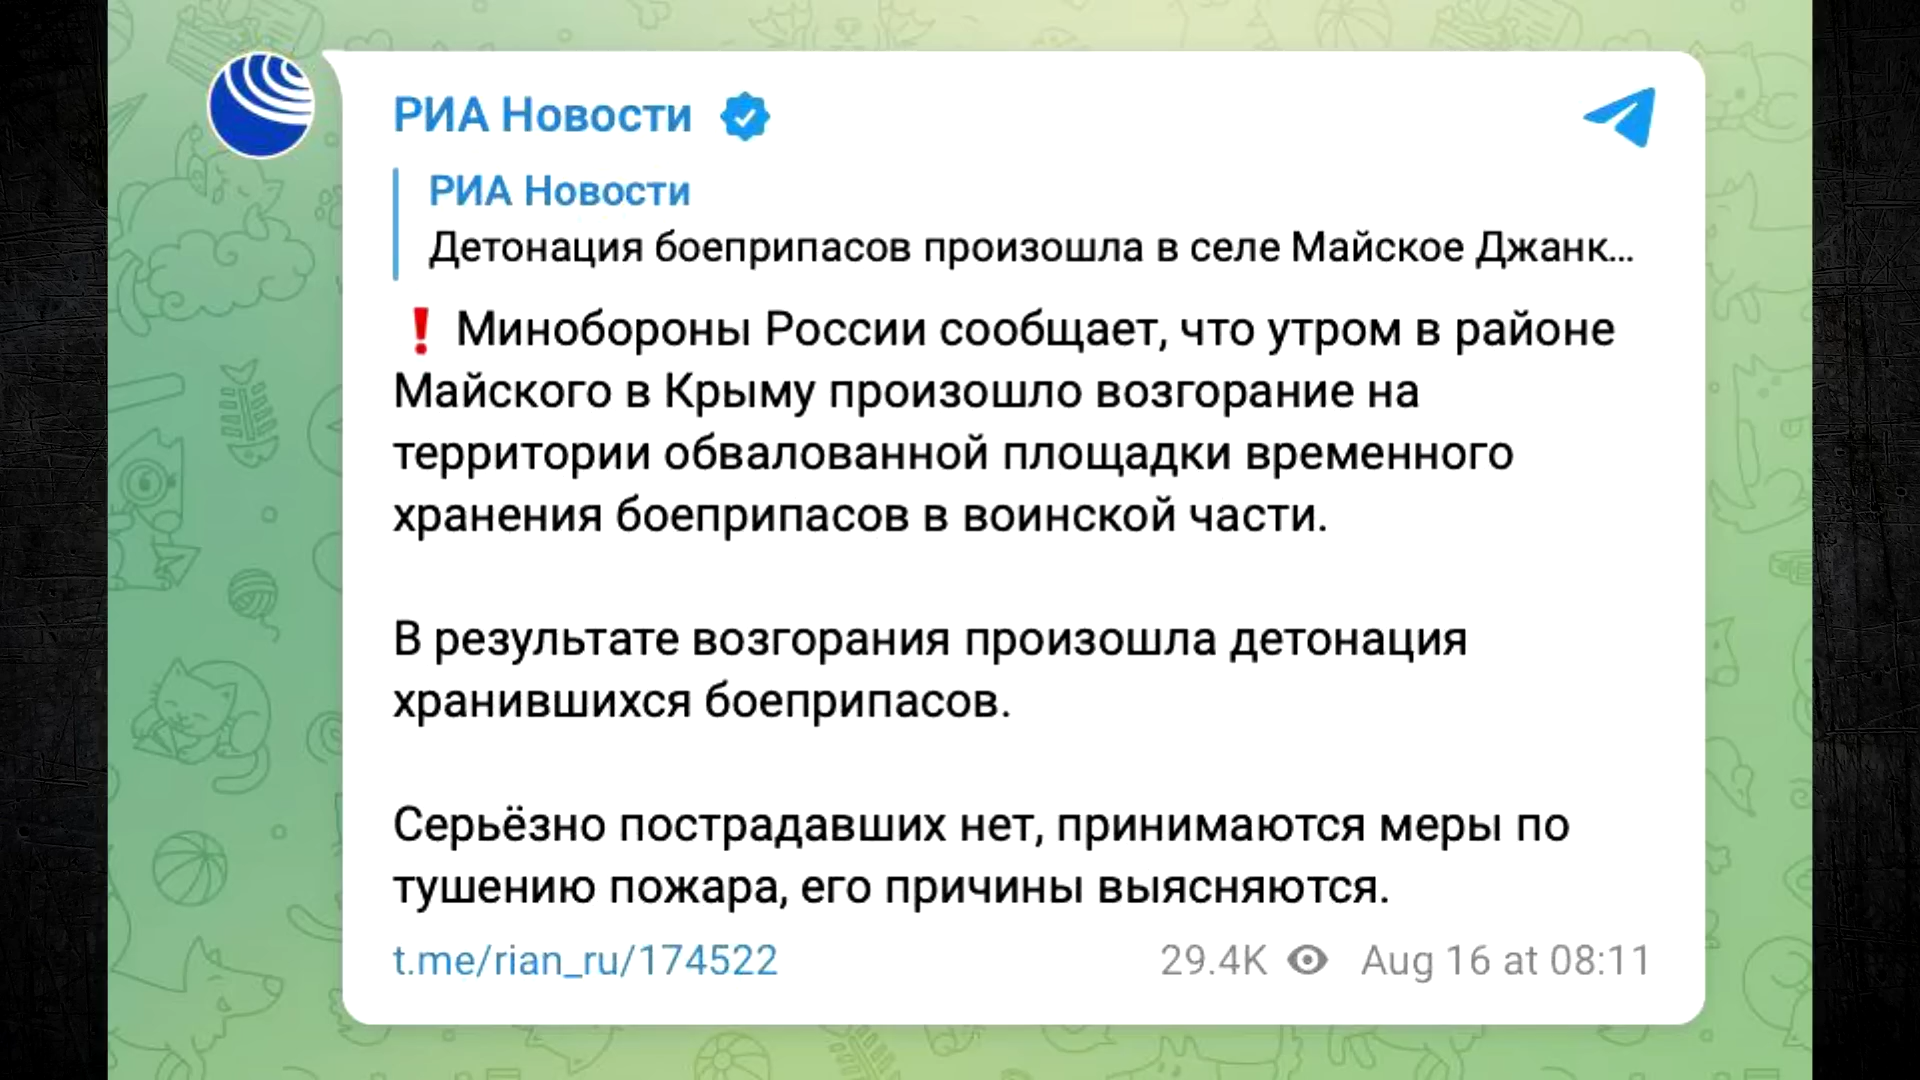 РИА Новости
РИА Новости
Детонация боеприпасов произошла в селе Майское Джанк...
❗ Минобороны России сообщает, что утром в районе
Майского в Крыму произошло возгорание на
территории обвалованной площадки временного
хранения боеприпасов в воинской части.
В результате возгорания произошла детонация
хранившихся боеприпасов.
Серьёзно пострадавших нет, принимаются меры по
тушению пожара, его причины выясняются.
t.me/rian_ru/174522 29.4K Aug 16 at 08:11